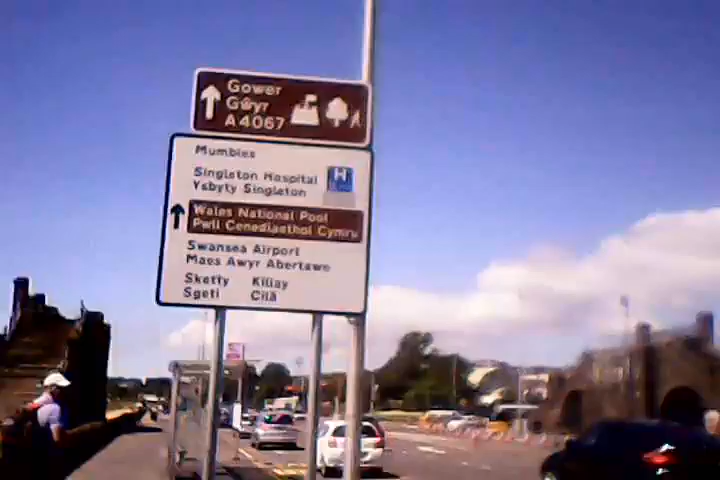 Gower
Gŵyr
A4067
Mumbles
Singleton Hospital
Ysbyty Singleton
H
Wales National Pool
Pwll Cenedlaethol Cymru
Swansea Airport
Maes Awyr Abertawe
Sketty Killay
Sgeti Cilâ